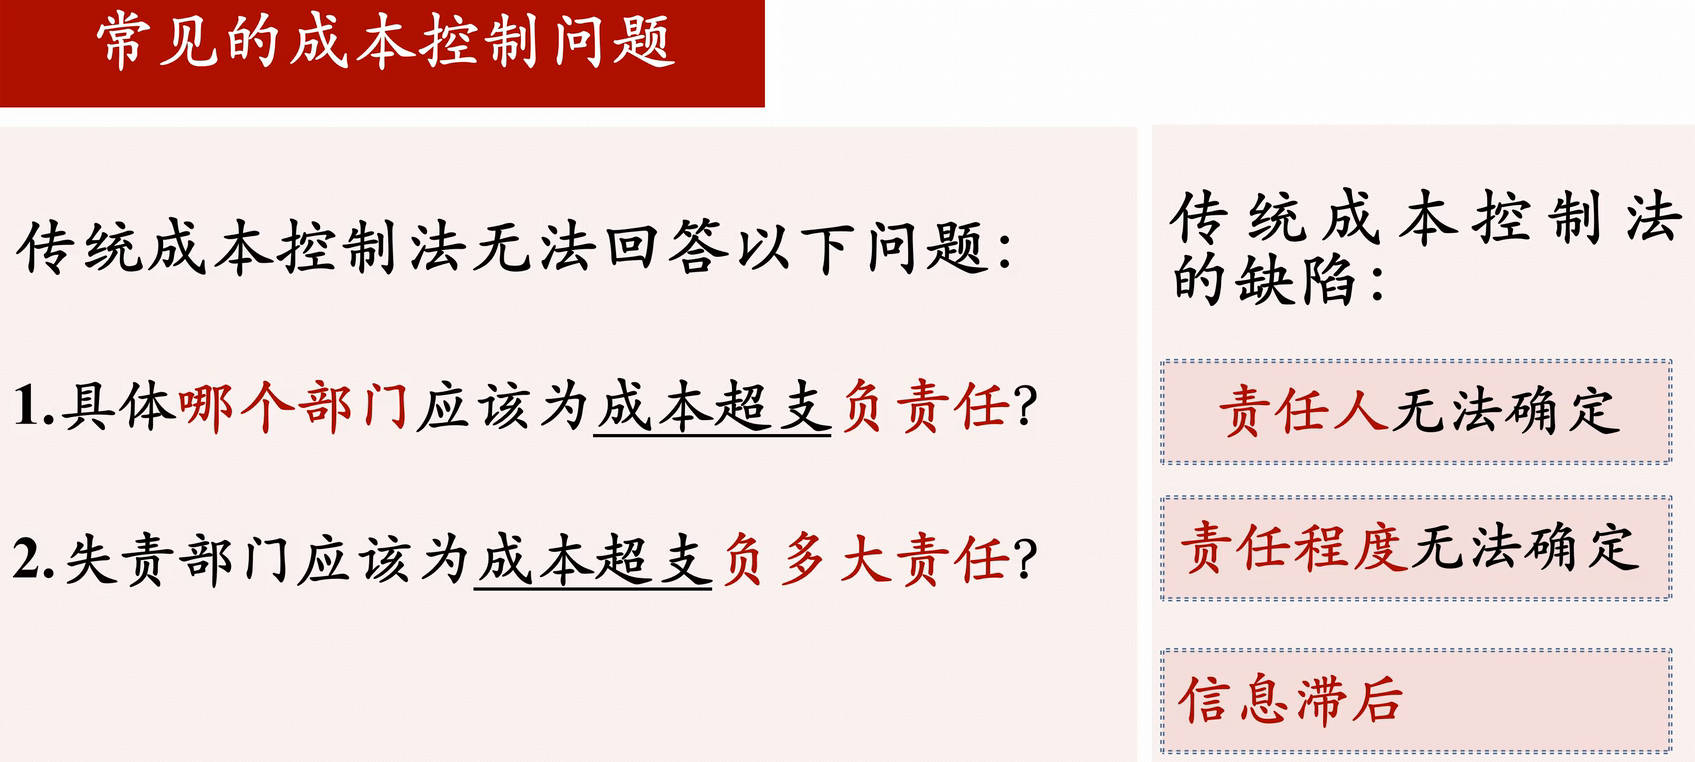 常见的成本控制问题
传统成本控制法无法回答以下问题：
1.具体哪个部门应该为成本超支负责任?
2.失责部门应该为成本超支负多大责任?
传统成本控制法
的缺陷：
责任人无法确定
责任程度无法确定
信息滞后